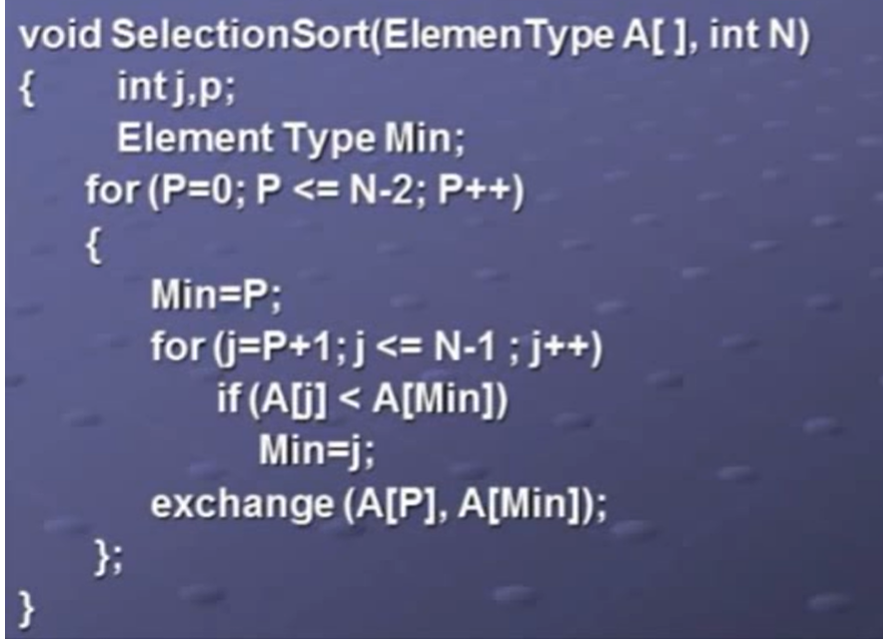 void SelectionSort(ElemenType A[ ], int N)
{ int j,p;
Element Type Min;
for (P=0; P <= N-2; P++)
{
Min=P;
for (j=P+1; j <= N-1 ; j++)
if (A[j] < A[Min])
Min=j;
exchange (A[P], A[Min]);
};
}